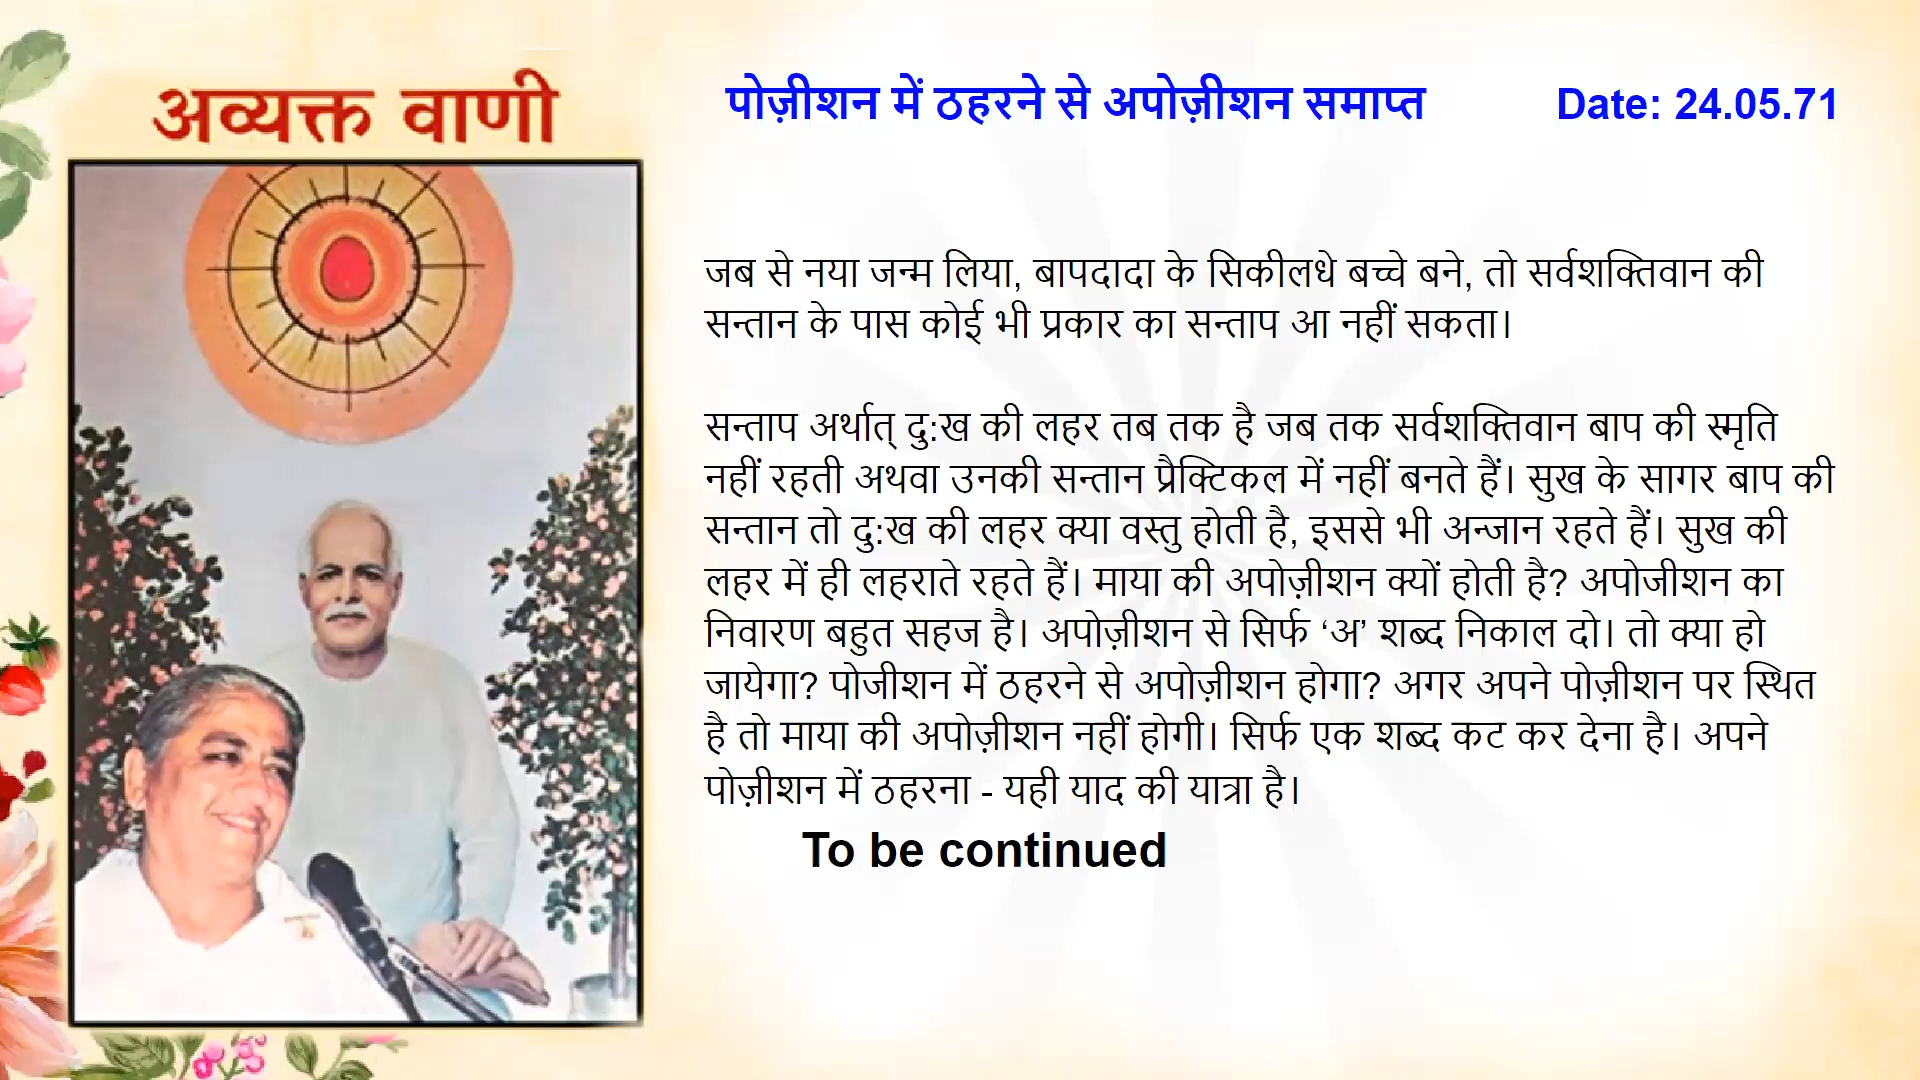 अव्यक्त वाणी
पोज़ीशन में ठहरने से अपोज़ीशन समाप्त
Date: 24.05.71
जब से नया जन्म लिया, बापदादा के सिकीलधे बच्चे बने, तो सर्वशक्तिवान की
सन्तान के पास कोई भी प्रकार का सन्ताप आ नहीं सकता।
सन्ताप अर्थात् दु:ख की लहर तब तक है जब तक सर्वशक्तिवान बाप की स्मृति
नहीं रहती अथवा उनकी सन्तान प्रैक्टिकल में नहीं बनते हैं। सुख के सागर बाप की
सन्तान तो दु:ख की लहर क्या वस्तु होती है, इससे भी अन्जान रहते हैं। सुख की
लहर में ही लहराते रहते हैं। माया की अपोज़ीशन क्यों होती है? अपोजीशन का
निवारण बहुत सहज है। अपोज़ीशन से सिर्फ ‘अ’ शब्द निकाल दो। तो क्या हो
जायेगा? पोजीशन में ठहरने से अपोज़ीशन होगा? अगर अपने पोज़ीशन पर स्थित
है तो माया की अपोज़ीशन नहीं होगी। सिर्फ एक शब्द कट कर देना है। अपने
पोज़ीशन में ठहरना - यही याद की यात्रा है।
To be continued